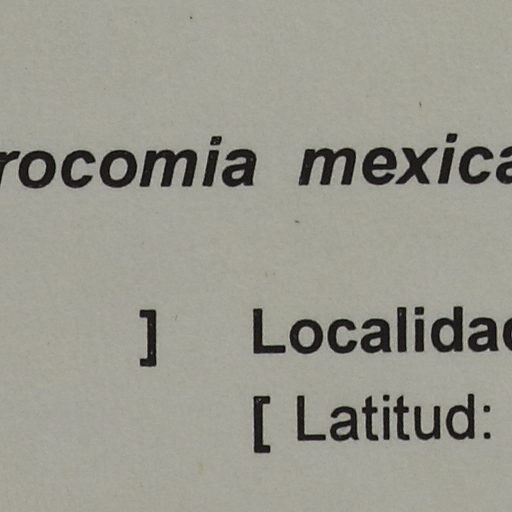 rocomia mexica
] Localidad
[ Latitud: